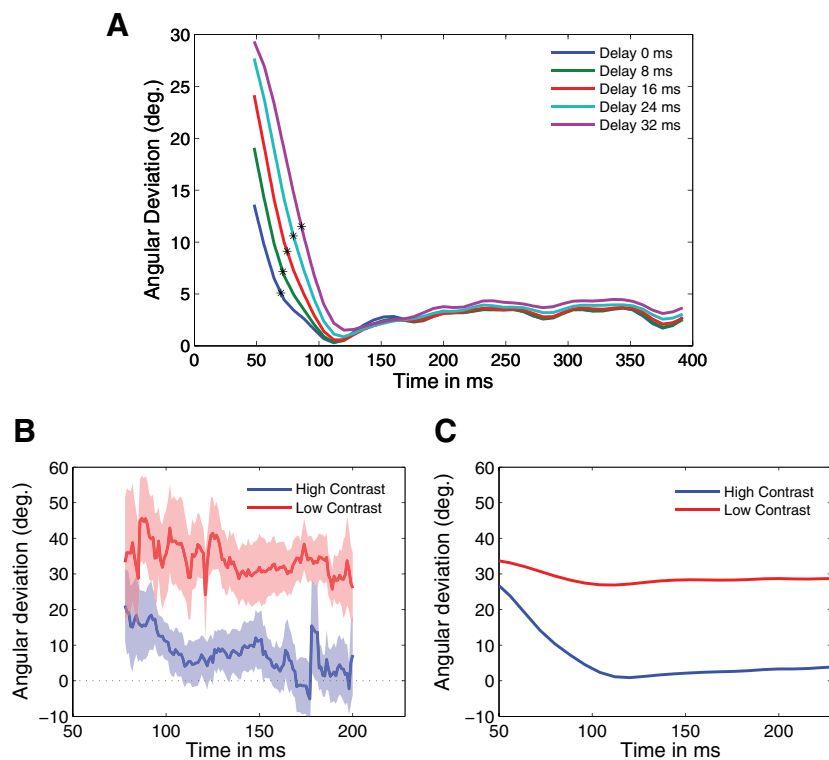 A
30
25
20
15
10
5
0
Angular Deviation (deg.)
Delay 0 ms
Delay 8 ms
Delay 16 ms
Delay 24 ms
Delay 32 ms
0 50 100 150 200 250 300 350 400
Time in ms
B
60
50
40
30
20
10
0
−10
Angular deviation (deg.)
High Contrast
Low Contrast
50 100 150 200
Time in ms
C
60
50
40
30
20
10
0
−10
Angular deviation (deg.)
High Contrast
Low Contrast
50 100 150 200
Time in ms